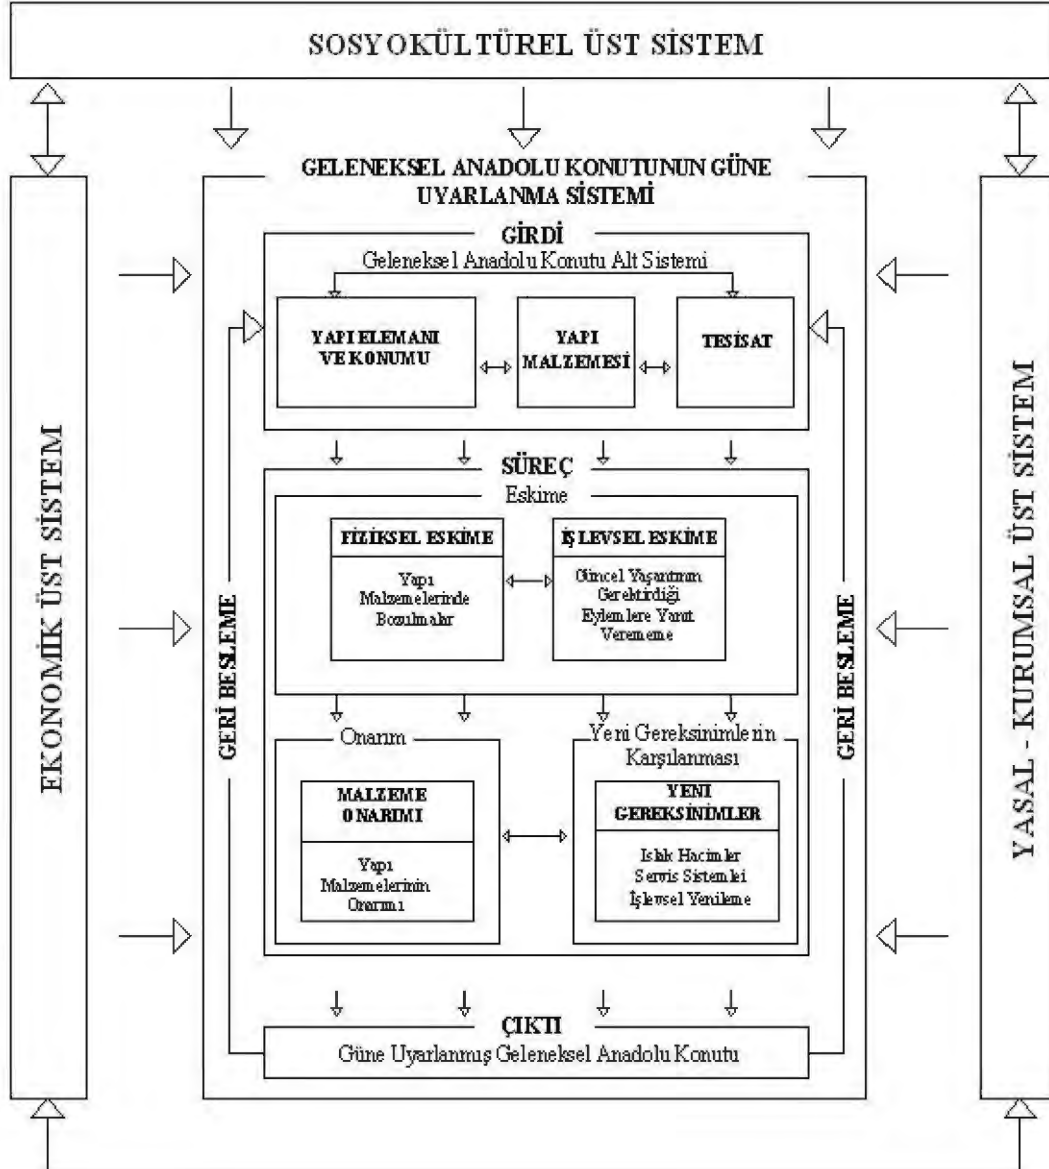 SOSYOKÜLTÜREL ÜST SİSTEM
EKONOMİK ÜST SİSTEM
GELENEKSEL ANADOLU KONUTUNUN GÜNE
UYARLANMA SİSTEMİ
GİRDİ
Geleneksel Anadolu Konutu Alt Sistemi
YAPI ELEMANI
VE KONUMU
YAPI
MALZEMESİ
TESİSAT
SÜREÇ
Eskime
FİZİKSEL ESKİME
Yapı
Malzemelerinde
Bozulmalar
İŞLEVSEL ESKİME
Güncel Yaşantının
Gerektirdiği
Eylemlere Yanıt
Verememe
Onarım
MALZEME
ONARIMI
Yapı
Malzemelerinin
Onarımı
Yeni Gereksinimlerin
Karşılanması
YENİ
GEREKSİNİMLER
Islak Hacimler
Servis Sistemleri
İşlevsel Yenileme
ÇIKTI
Güne Uyarlanmış Geleneksel Anadolu Konutu
GERİ BESLEME
GERİ BESLEME
YASAL - KURUMSAL ÜST SİSTEM